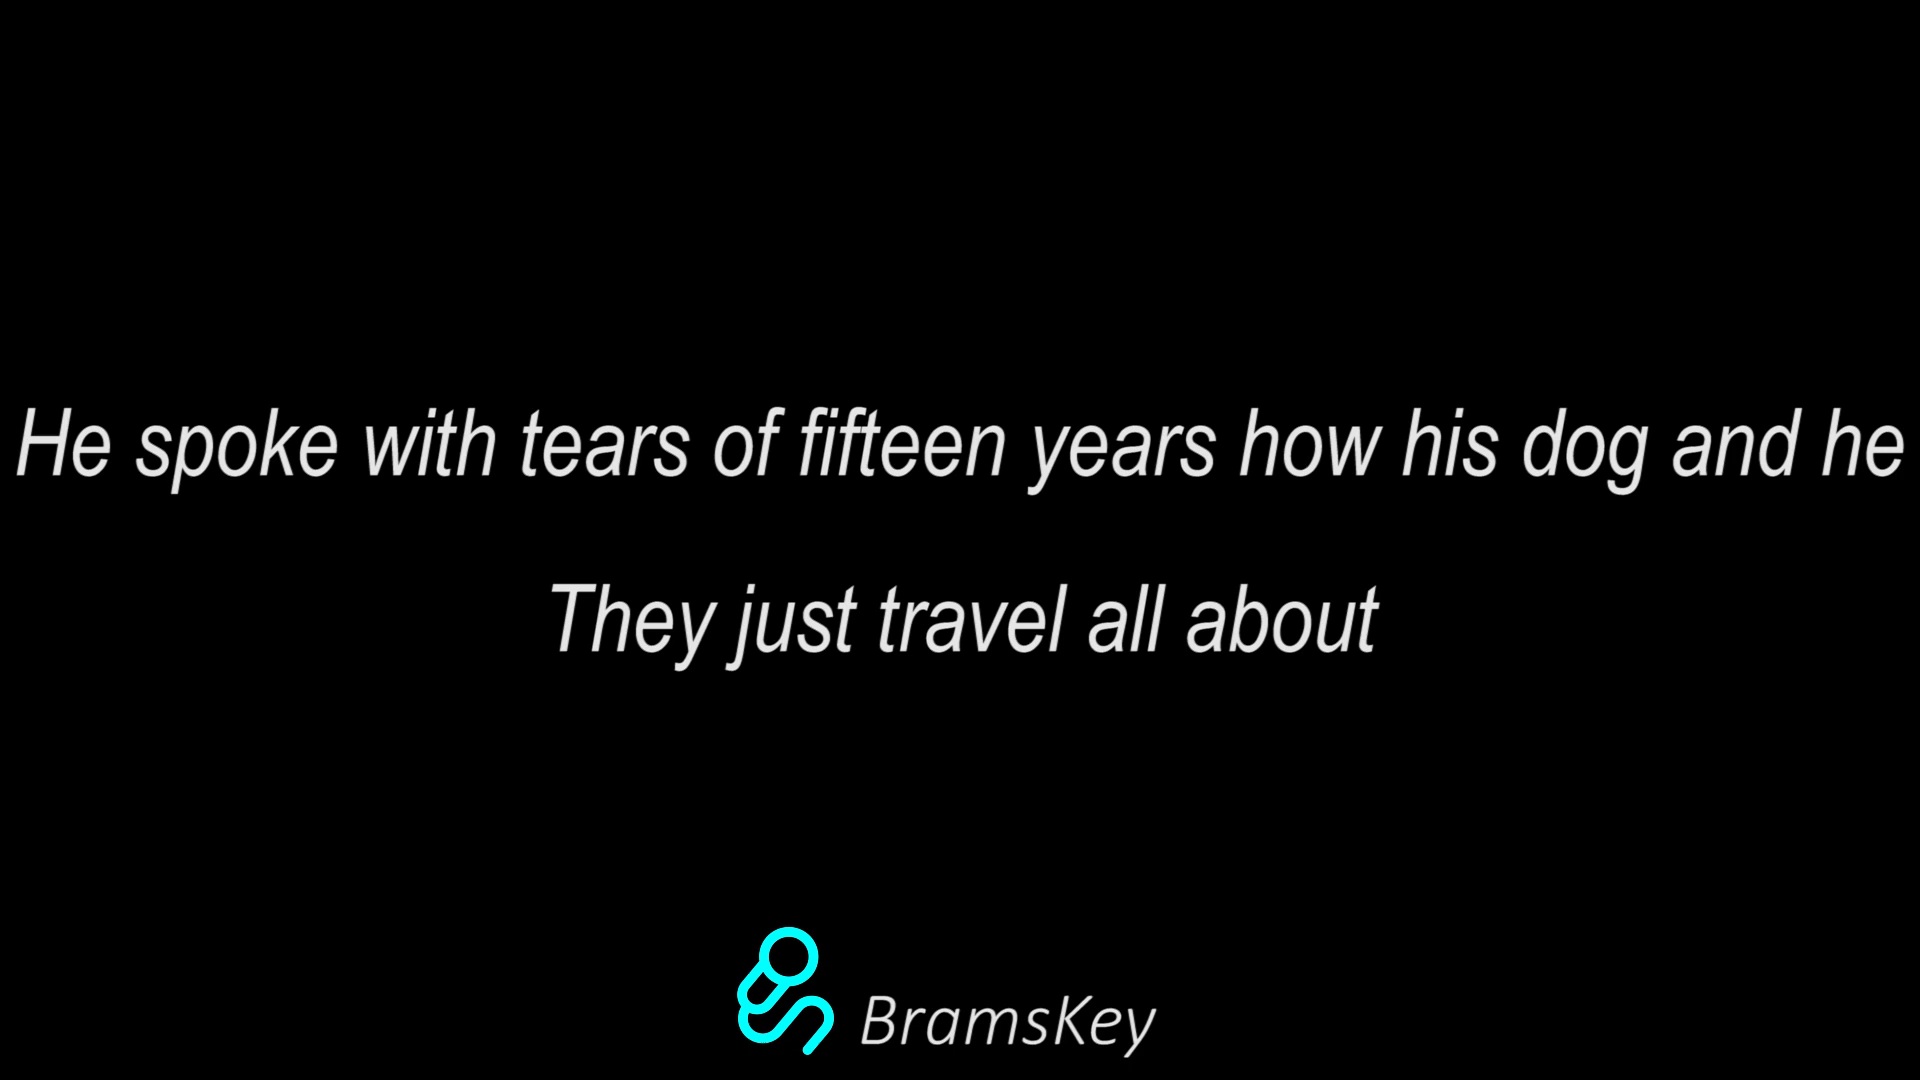 He spoke with tears of fifteen years how his dog and he
They just travel all about
BramsKey